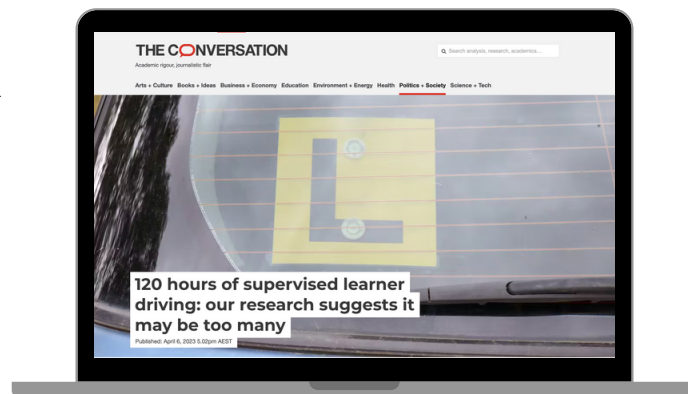 THE CONVERSATION
Academic rigour, journalistic flair
Search analysis, research, academics...
Arts + Culture Books + Ideas Business + Economy Education Environment + Energy Health Politics + Society Science + Tech
L
120 hours of supervised learner
driving: our research suggests it
may be too many
Published: April 6, 2023 5.02pm AEST